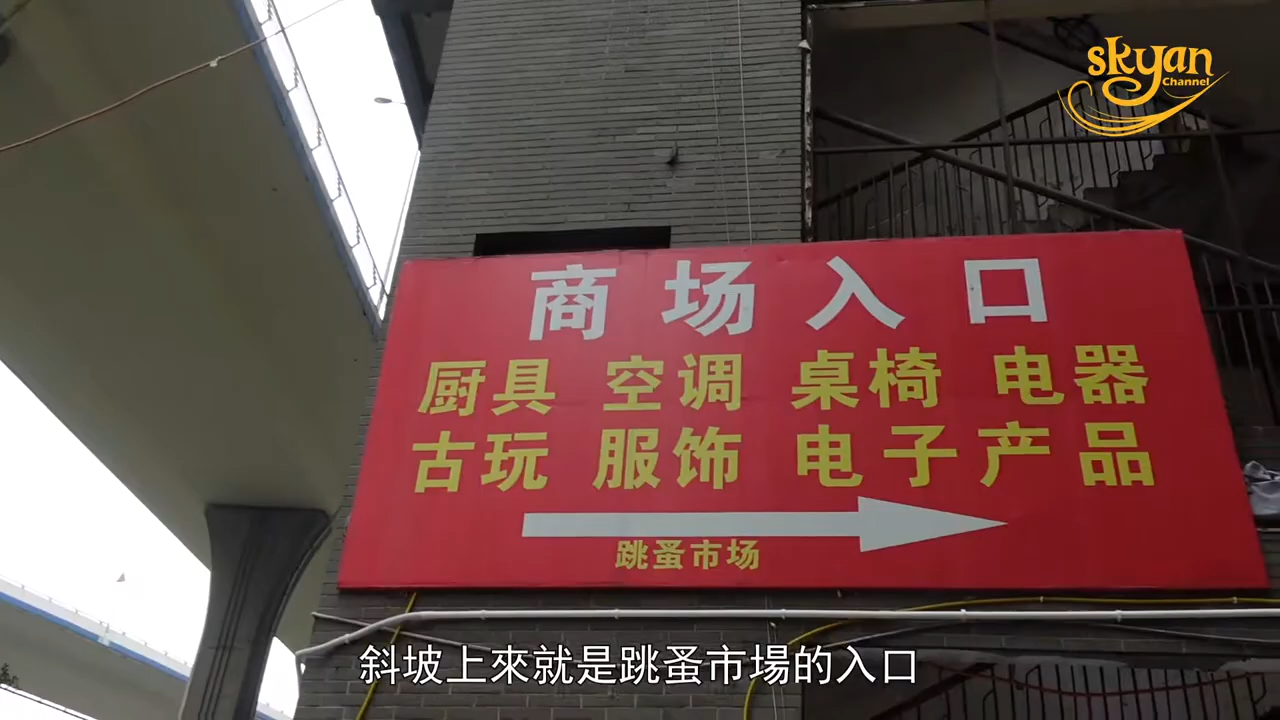 skyan
Channel
商场入口
厨具 空调 桌椅 电器
古玩 服饰 电子产品
跳蚤市场
斜坡上來就是跳蚤市場的入口